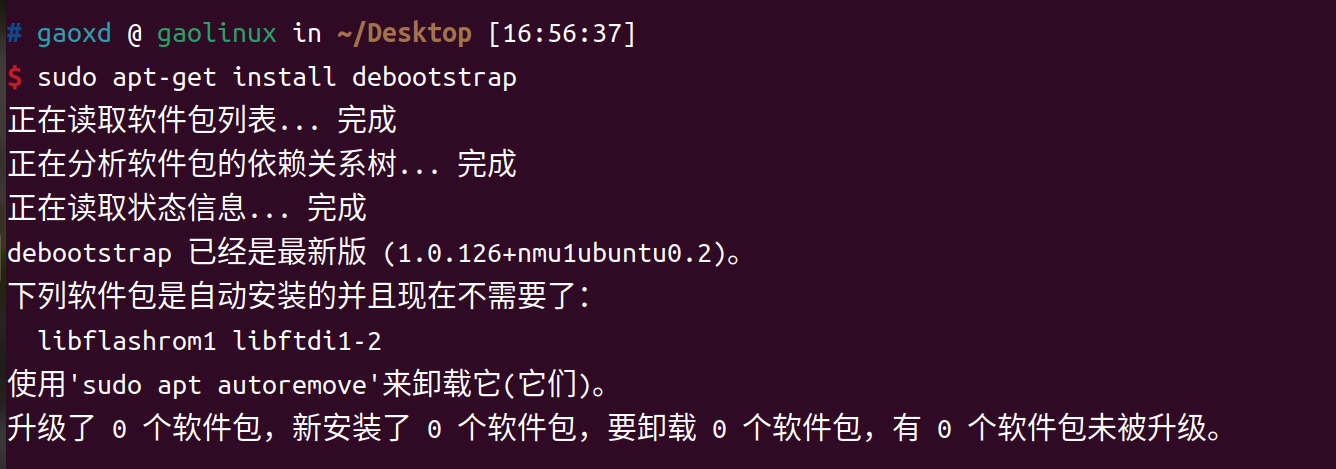 # gaoxd @ gaolinux in ~/Desktop [16:56:37]
$ sudo apt-get install debootstrap
正在读取软件包列表... 完成
正在分析软件包的依赖关系树... 完成
正在读取状态信息... 完成
debootstrap 已经是最新版 (1.0.126+nmu1ubuntu0.2)。
下列软件包是自动安装的并且现在不需要了：
  libflashrom1 libftdi1-2
使用'sudo apt autoremove'来卸载它(它们)。
升级了 0 个软件包，新安装了 0 个软件包，要卸载 0 个软件包，有 0 个软件包未被升级。